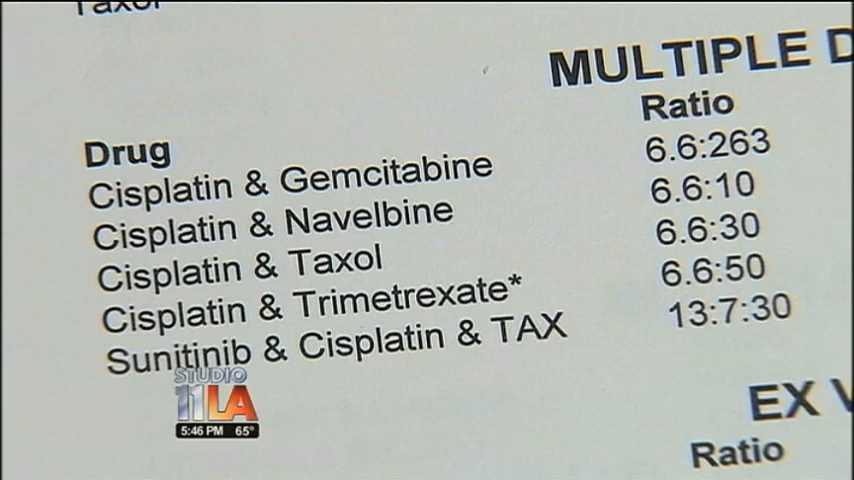 Taxol
MULTIPLE D
Drug Ratio
Cisplatin & Gemcitabine 6.6:263
Cisplatin & Navelbine 6.6:10
Cisplatin & Taxol 6.6:30
Cisplatin & Trimetrexate* 6.6:50
Sunitinib & Cisplatin & TAX 13:7:30
EX V
Ratio
STUDIO
11LA
5:46 PM 65°